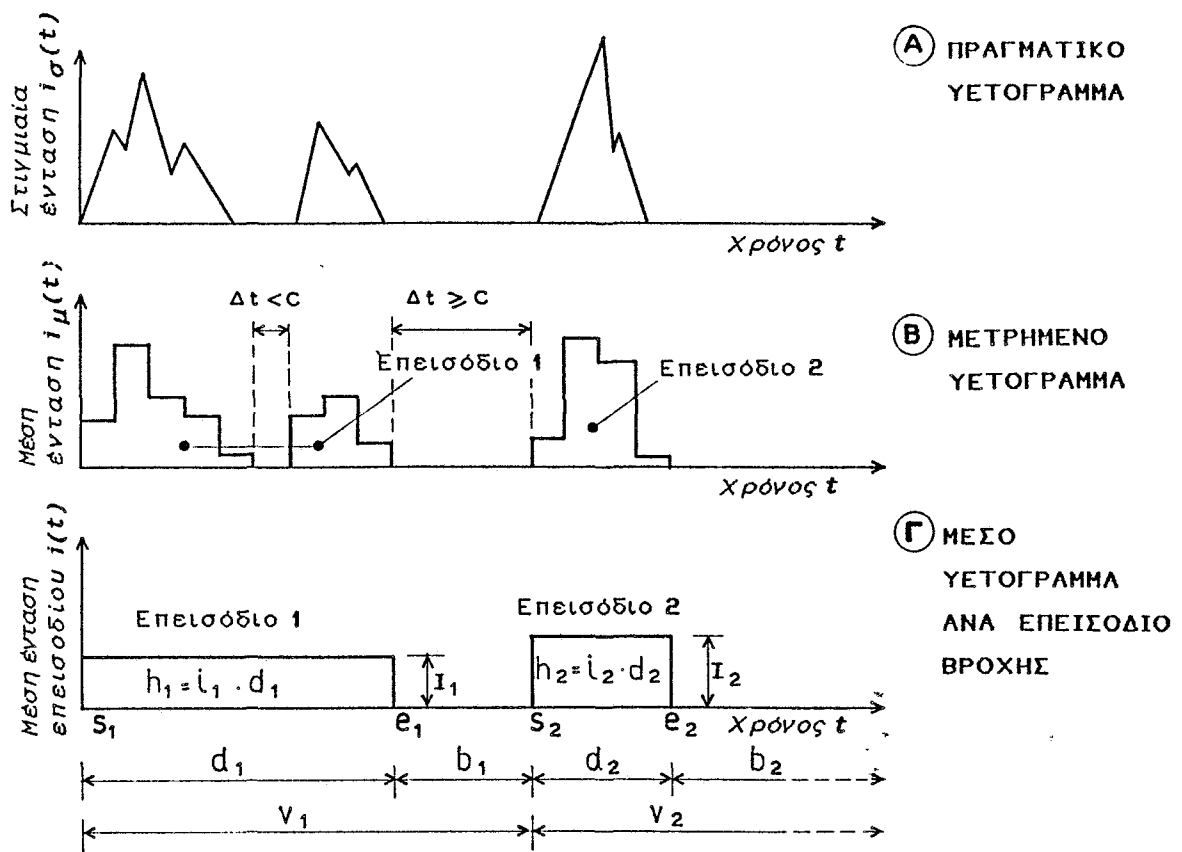 Στιγμιαία
ένταση iσ(t)
Χρόνος t
Α ΠΡΑΓΜΑΤΙΚΟ
ΥΕΤΟΓΡΑΜΜΑ
Μέση
ένταση iμ(t)
Δt < C
Δt ≥ C
Επεισόδιο 1
Επεισόδιο 2
Χρόνος t
Β ΜΕΤΡΗΜΕΝΟ
ΥΕΤΟΓΡΑΜΜΑ
Μέση ένταση
επεισοδίου i(t)
Επεισόδιο 1
Επεισόδιο 2
h₁=i₁.d₁
I₁
h₂=i₂.d₂
I₂
s₁
e₁
s₂
e₂
Χρόνος t
Γ ΜΕΣΟ
ΥΕΤΟΓΡΑΜΜΑ
ΑΝΑ ΕΠΕΙΣΟΔΙΟ
ΒΡΟΧΗΣ
d₁
b₁
d₂
b₂
v₁
v₂